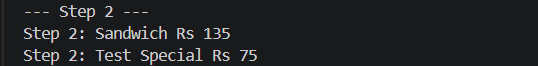 --- Step 2 ---
Step 2: Sandwich Rs 135
Step 2: Test Special Rs 75